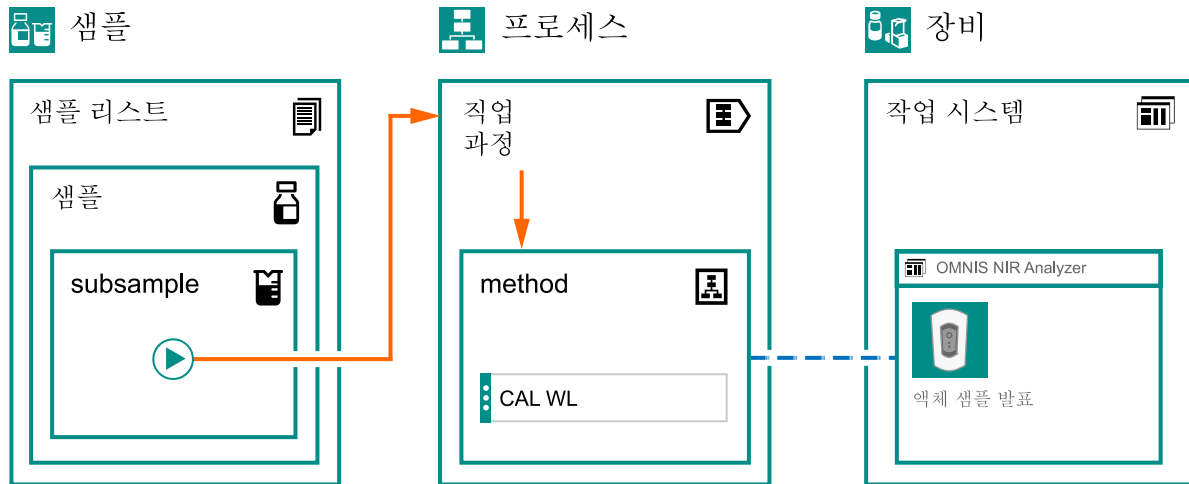 샘플
샘플 리스트
샘플
subsample
프로세스
직업
과정
method
CAL WL
장비
작업 시스템
OMNIS NIR Analyzer
액체 샘플 발표